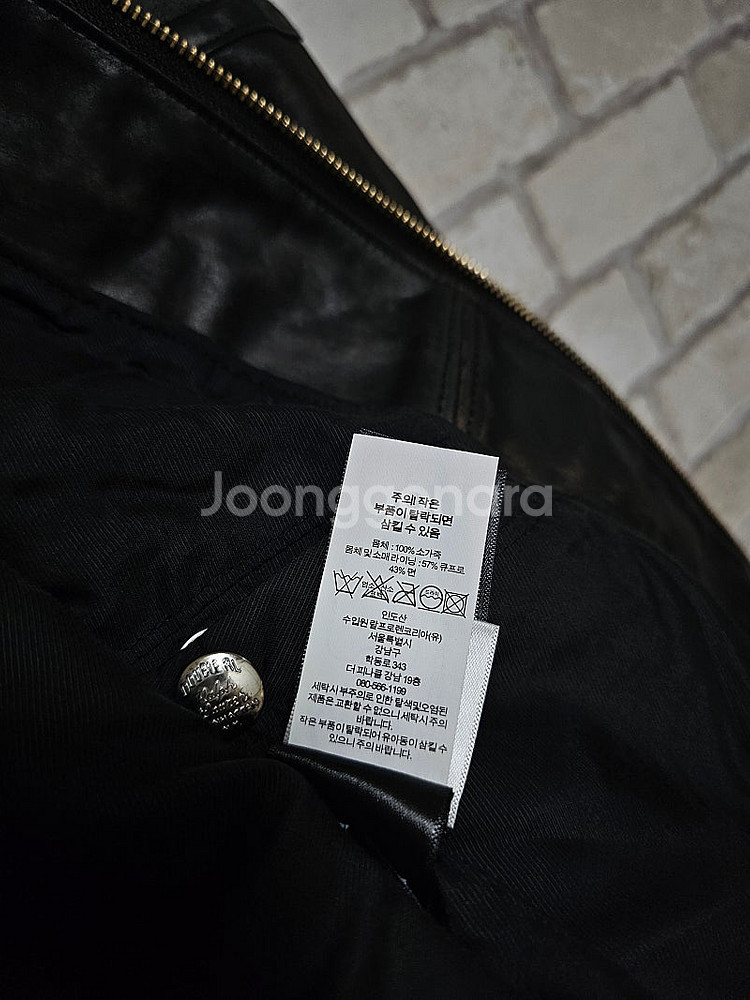 Joonggonara
주의! 작은
부품이 탈락되면
삼킬 수 있음
몸체 : 100% 소가죽
몸체 및 소매 라이닝 : 57% 큐프로
43% 면
인도산
수입원 랄프로렌코리아(유)
서울특별시
강남구
학동로 343
더 피나클 강남 19층
080-566-1199
세탁시 부주의로 인한 탈색및오염된
제품은 교환할 수 없으니 세탁시 주의
바랍니다.
작은 부품이 탈락되어 유아동이 삼킬 수
있으니 주의 바랍니다.